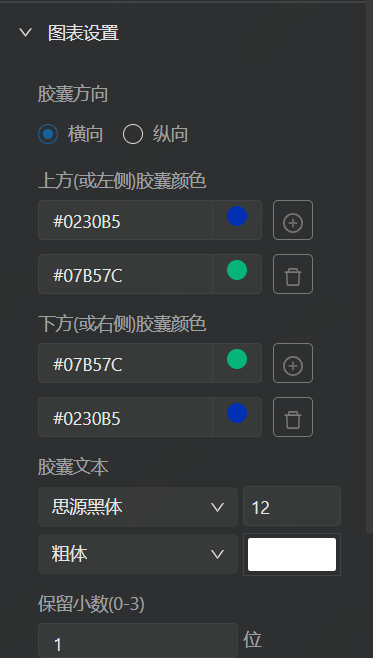 图表设置
胶囊方向
横向 纵向
上方(或左侧)胶囊颜色
#0230B5
#07B57C
下方(或右侧)胶囊颜色
#07B57C
#0230B5
胶囊文本
思源黑体 12
粗体
保留小数(0-3)
1 位